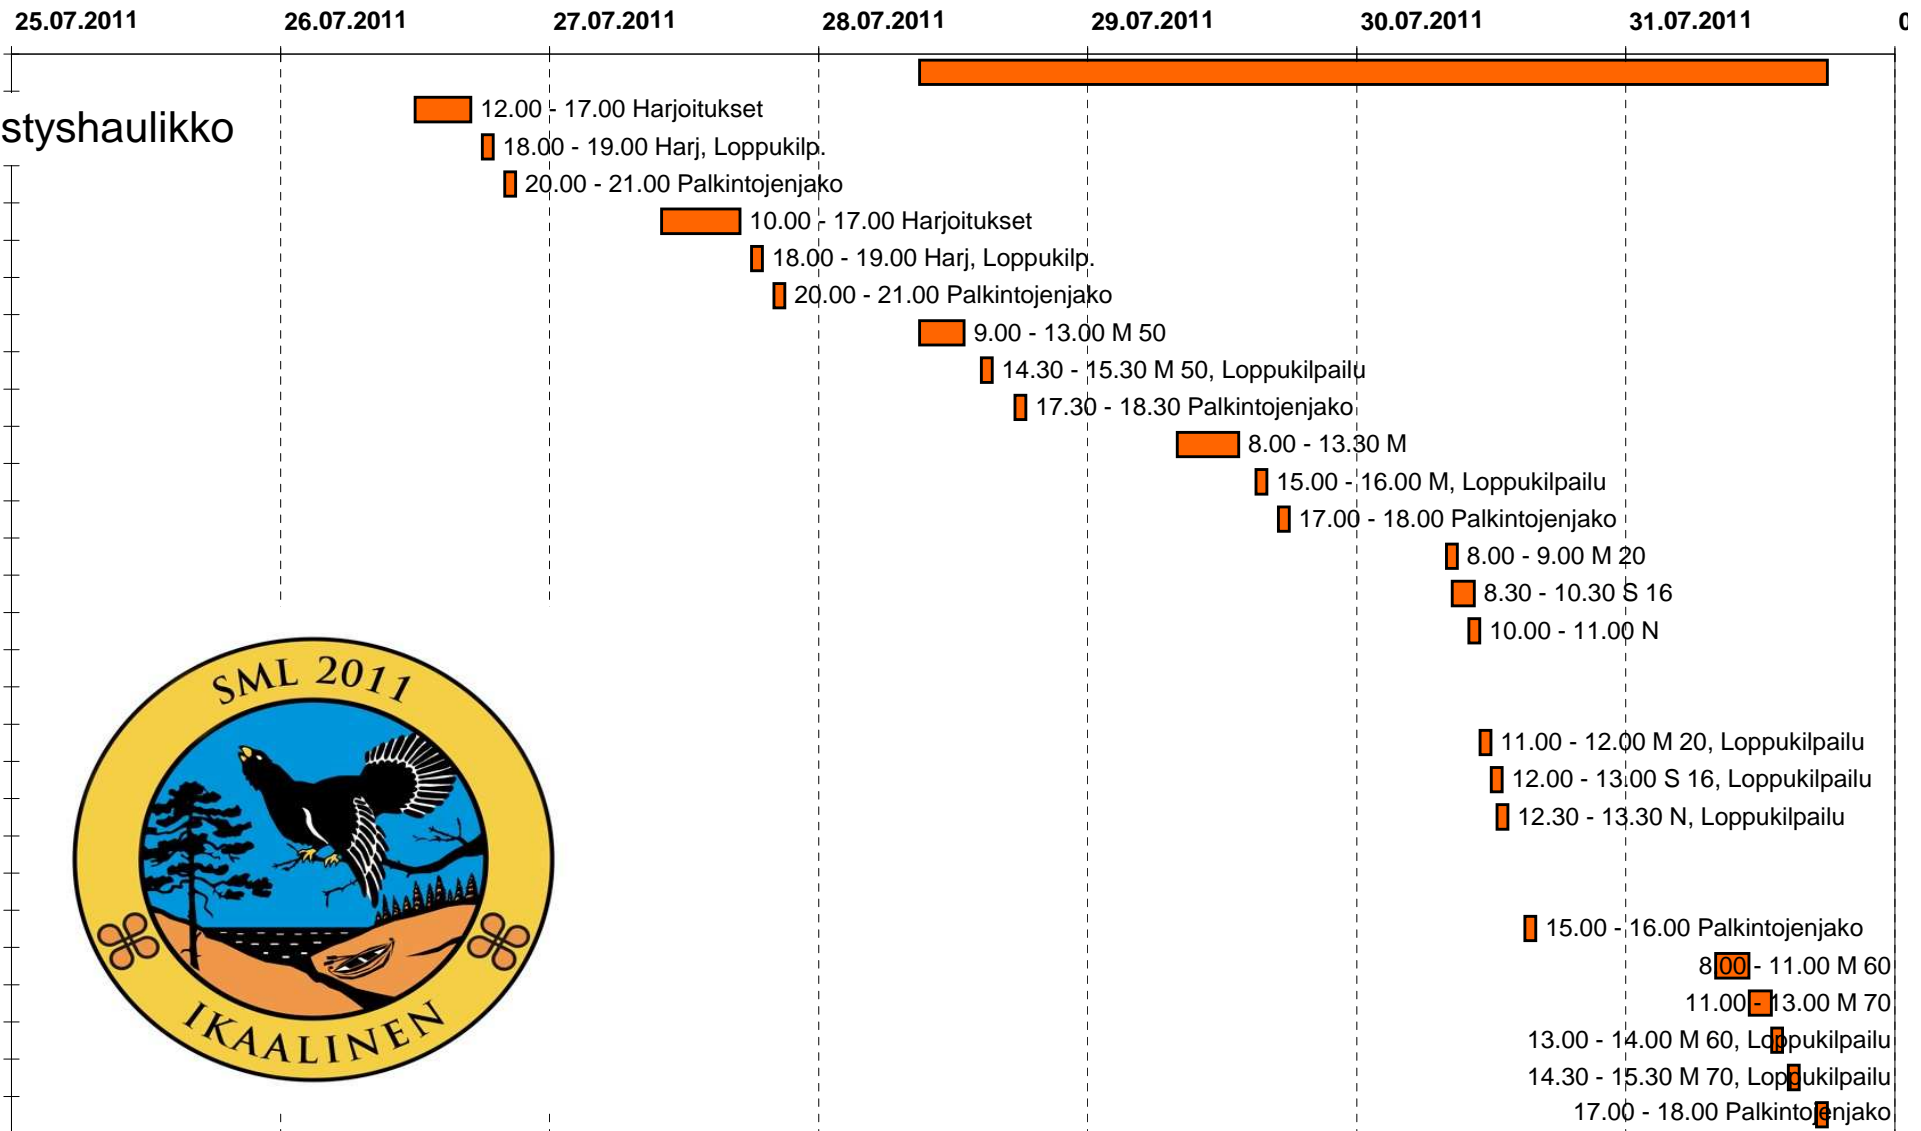 25.07.2011 26.07.2011 27.07.2011 28.07.2011 29.07.2011 30.07.2011 31.07.2011 0
12.00 - 17.00 Harjoitukset
styshaulikko
18.00 - 19.00 Harj, Loppukilp.
20.00 - 21.00 Palkintojenjako
10.00 - 17.00 Harjoitukset
18.00 - 19.00 Harj, Loppukilp.
20.00 - 21.00 Palkintojenjako
9.00 - 13.00 M 50
14.30 - 15.30 M 50, Loppukilpailu
17.30 - 18.30 Palkintojenjako
8.00 - 13.30 M
15.00 - 16.00 M, Loppukilpailu
17.00 - 18.00 Palkintojenjako
8.00 - 9.00 M 20
8.30 - 10.30 S 16
10.00 - 11.00 N
SML 2011
11.00 - 12.00 M 20, Loppukilpailu
12.00 - 13.00 S 16, Loppukilpailu
12.30 - 13.30 N, Loppukilpailu
15.00 - 16.00 Palkintojenjako
8.00 - 11.00 M 60
11.00 - 13.00 M 70
IKAALINEN
13.00 - 14.00 M 60, Loppukilpailu
14.30 - 15.30 M 70, Loppukilpailu
17.00 - 18.00 Palkintojenjako